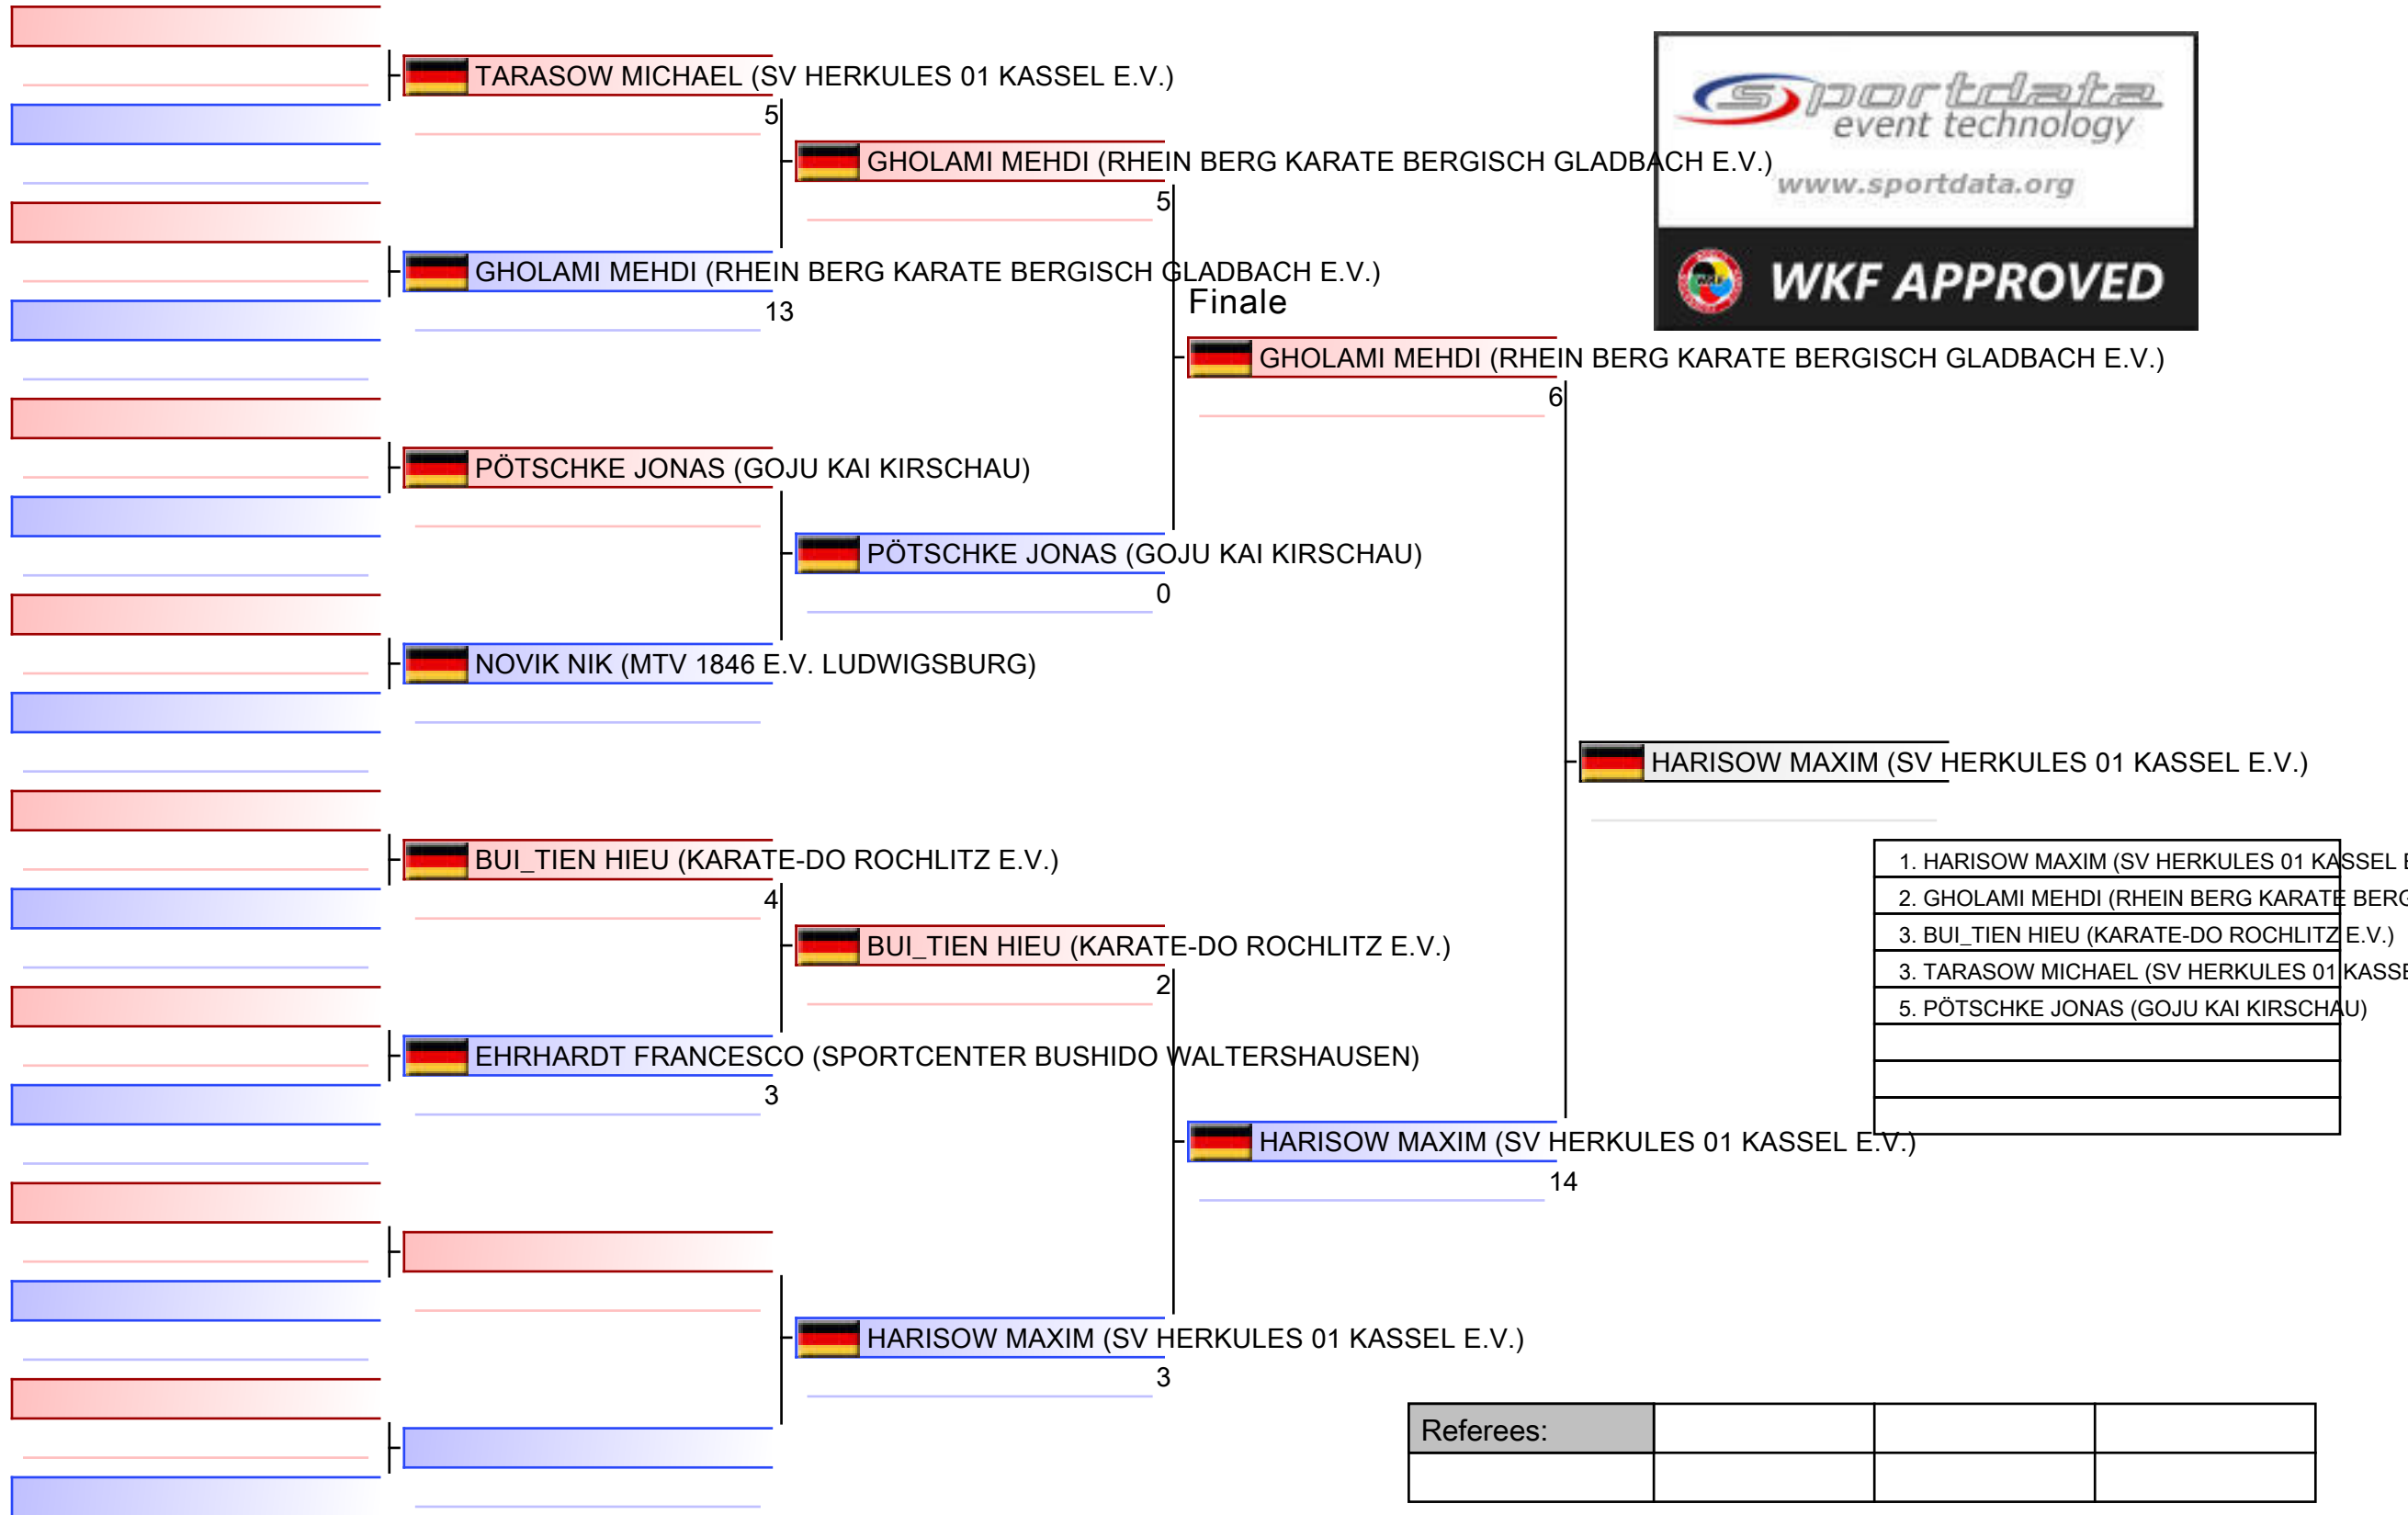 TARASOW MICHAEL (SV HERKULES 01 KASSEL E.V.)
5
GHOLAMI MEHDI (RHEIN BERG KARATE BERGISCH GLADBACH E.V.)
5
GHOLAMI MEHDI (RHEIN BERG KARATE BERGISCH GLADBACH E.V.)
13
sportdata
event technology
www.sportdata.org
WKF APPROVED
Finale
GHOLAMI MEHDI (RHEIN BERG KARATE BERGISCH GLADBACH E.V.)
6
PÖTSCHKE JONAS (GOJU KAI KIRSCHAU)
PÖTSCHKE JONAS (GOJU KAI KIRSCHAU)
0
NOVIK NIK (MTV 1846 E.V. LUDWIGSBURG)
HARISOW MAXIM (SV HERKULES 01 KASSEL E.V.)
BUI_TIEN HIEU (KARATE-DO ROCHLITZ E.V.)
4
BUI_TIEN HIEU (KARATE-DO ROCHLITZ E.V.)
2
EHRHARDT FRANCESCO (SPORTCENTER BUSHIDO WALTERSHAUSEN)
3
1. HARISOW MAXIM (SV HERKULES 01 KASSEL E
2. GHOLAMI MEHDI (RHEIN BERG KARATE BERG
3. BUI_TIEN HIEU (KARATE-DO ROCHLITZ E.V.)
3. TARASOW MICHAEL (SV HERKULES 01 KASSE
5. PÖTSCHKE JONAS (GOJU KAI KIRSCHAU)
HARISOW MAXIM (SV HERKULES 01 KASSEL E.V.)
14
HARISOW MAXIM (SV HERKULES 01 KASSEL E.V.)
3
Referees: